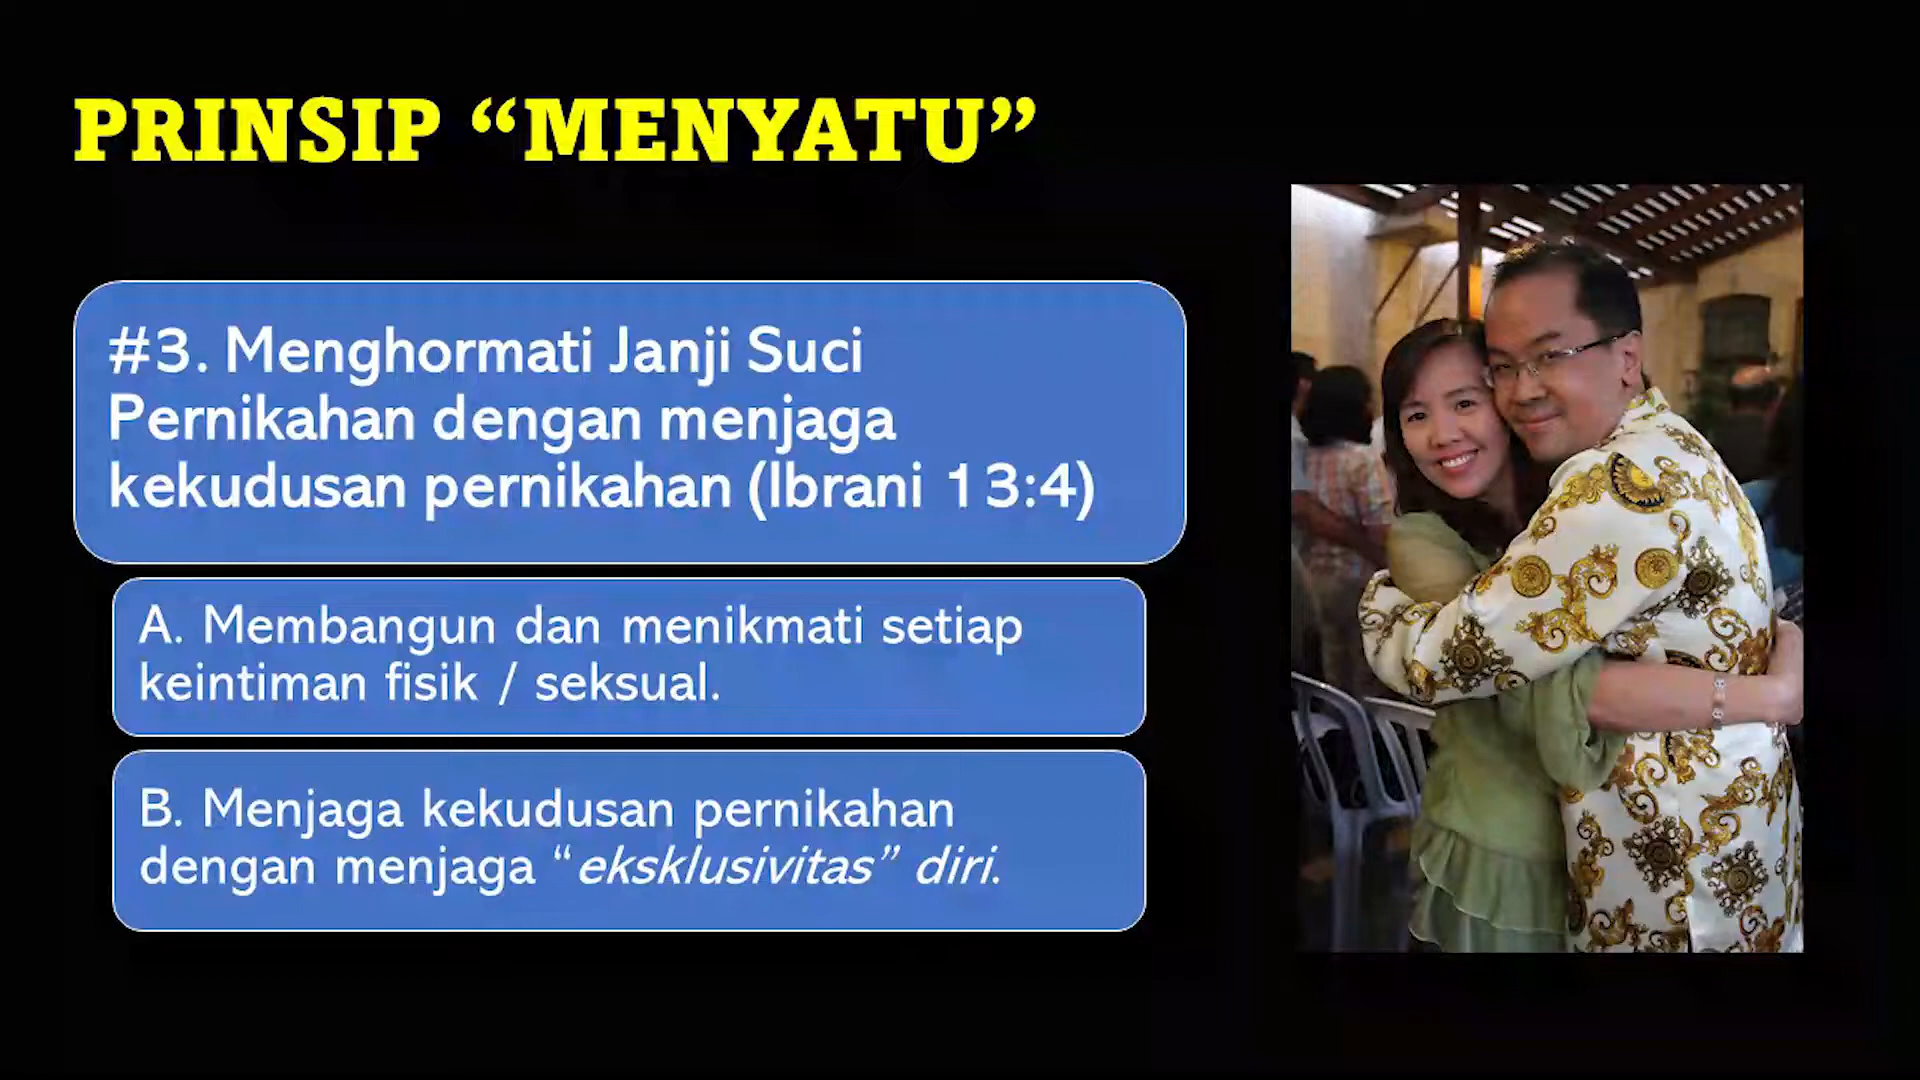 PRINSIP “MENYATU”
#3. Menghormati Janji Suci
Pernikahan dengan menjaga
kekudusan pernikahan (Ibrani 13:4)
A. Membangun dan menikmati setiap
keintiman fisik / seksual.
B. Menjaga kekudusan pernikahan
dengan menjaga “eksklusivitas” diri.